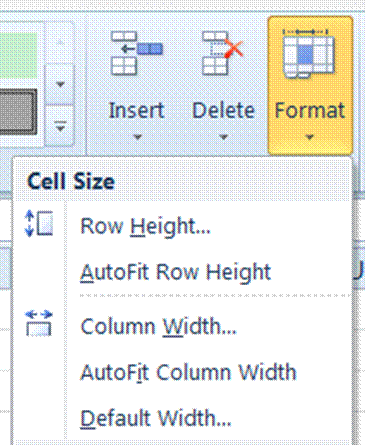 Insert Delete Format
Cell Size
Row Height...
AutoFit Row Height
Column Width...
AutoFit Column Width
Default Width...